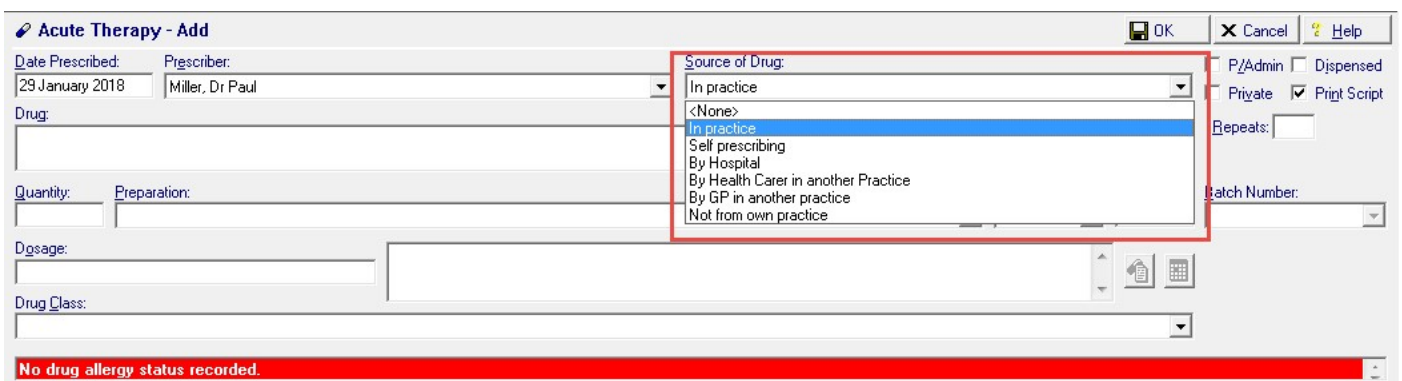 Acute Therapy - Add
OK
Cancel
Help
Date Prescribed:
Prescriber:
Source of Drug:
P/Admin
Dispensed
29 January 2018
Miller, Dr Paul
In practice
Private
Print Script
Drug:
<None>
In practice
Repeats:
Self prescribing
By Hospital
By Health Carer in another Practice
By GP in another practice
Not from own practice
Quantity:
Preparation:
Batch Number:
Dosage:
Drug Class:
No drug allergy status recorded.